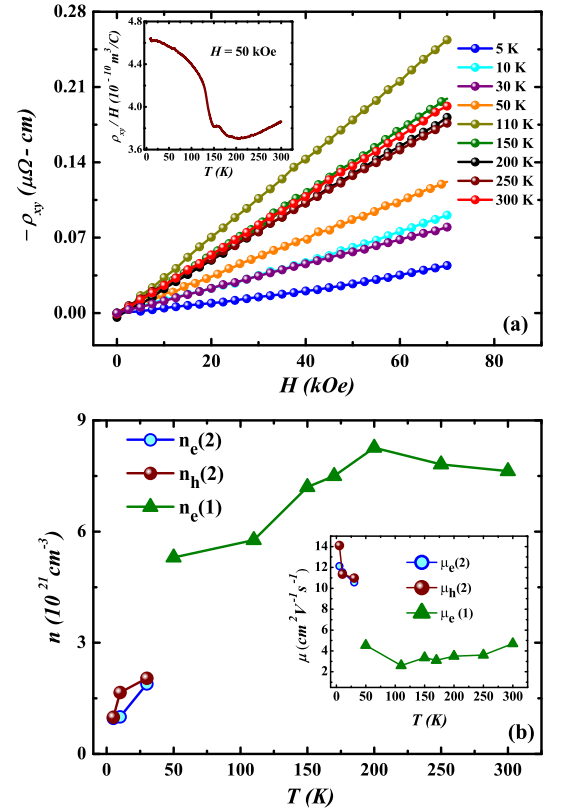 (a)
− ρxy (μΩ - cm)
0.28
0.21
0.14
0.07
0.00
0 20 40 60 80
H (kOe)
5 K
10 K
30 K
50 K
110 K
150 K
200 K
250 K
300 K
ρxy / H (10⁻¹⁰ m³/C)
4.8
4.4
4.0
3.6
H = 50 kOe
0 50 100 150 200 250 300
T (K)
(b)
n (10²¹cm⁻³)
9
6
3
0
ne(2)
nh(2)
ne(1)
0 50 100 150 200 250 300
T (K)
μ (cm²V⁻¹s⁻¹)
14
12
10
8
6
4
2
0
μe(2)
μh(2)
μe (1)
0 50 100 150 200 250 300
T (K)